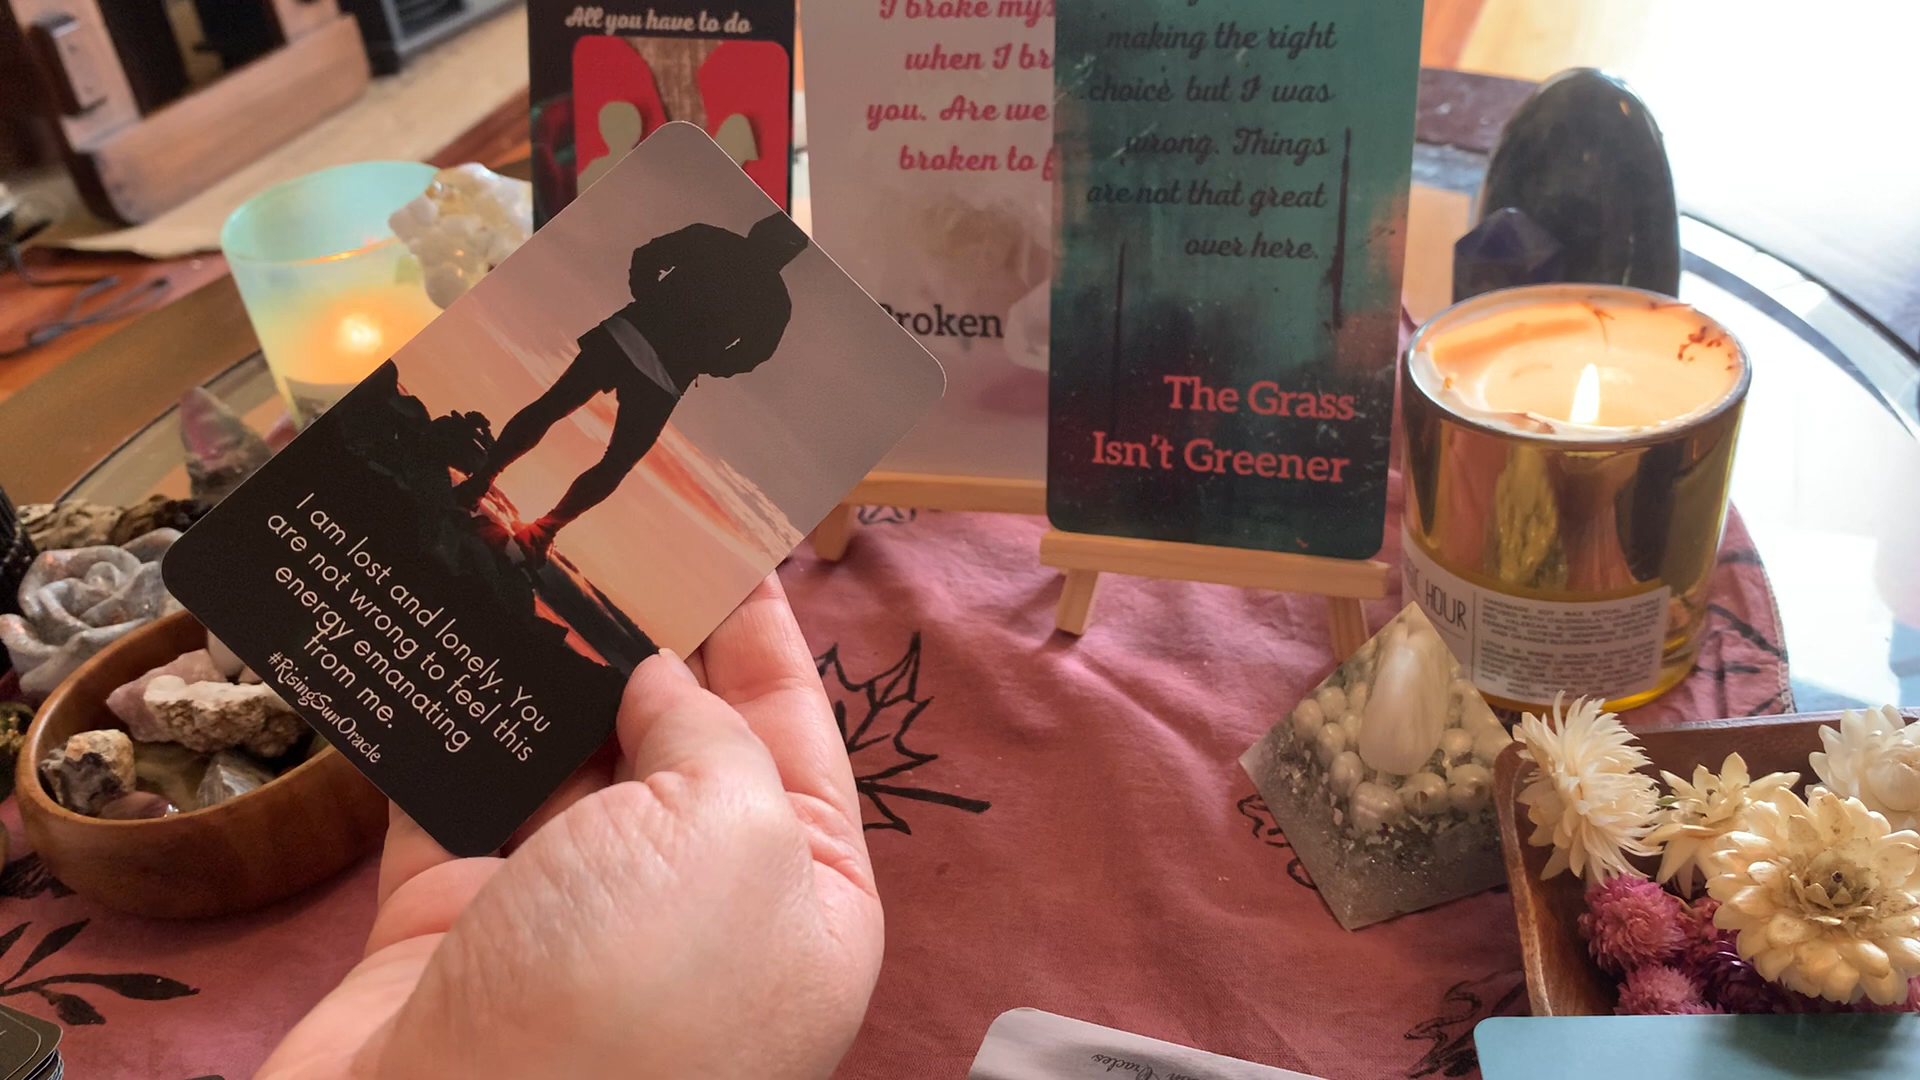 All you have to do
I broke
when I
you. Are we
broken to
Broken
making the right
choice but I was
wrong. Things
are not that great
over here.
The Grass
Isn't Greener
I am lost and lonely. You
are not wrong to feel this
energy emanating
from me.
#RisingSunOracle
HOUR